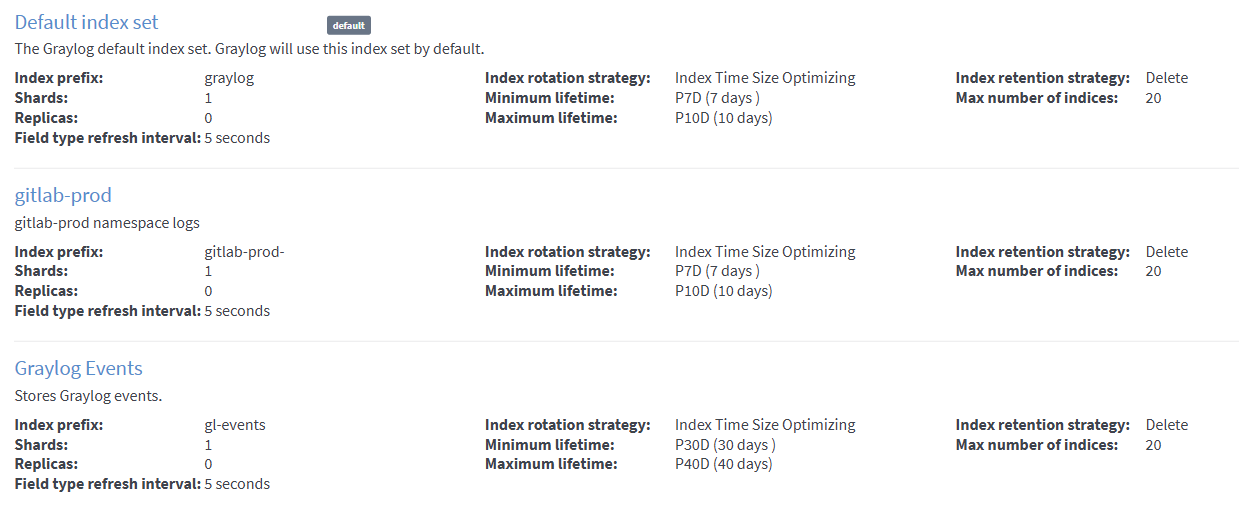 Default index set default
The Graylog default index set. Graylog will use this index set by default.
Index prefix: graylog Index rotation strategy: Index Time Size Optimizing Index retention strategy: Delete
Shards: 1 Minimum lifetime: P7D (7 days ) Max number of indices: 20
Replicas: 0 Maximum lifetime: P10D (10 days)
Field type refresh interval: 5 seconds
gitlab-prod
gitlab-prod namespace logs
Index prefix: gitlab-prod- Index rotation strategy: Index Time Size Optimizing Index retention strategy: Delete
Shards: 1 Minimum lifetime: P7D (7 days ) Max number of indices: 20
Replicas: 0 Maximum lifetime: P10D (10 days)
Field type refresh interval: 5 seconds
Graylog Events
Stores Graylog events.
Index prefix: gl-events Index rotation strategy: Index Time Size Optimizing Index retention strategy: Delete
Shards: 1 Minimum lifetime: P30D (30 days ) Max number of indices: 20
Replicas: 0 Maximum lifetime: P40D (40 days)
Field type refresh interval: 5 seconds